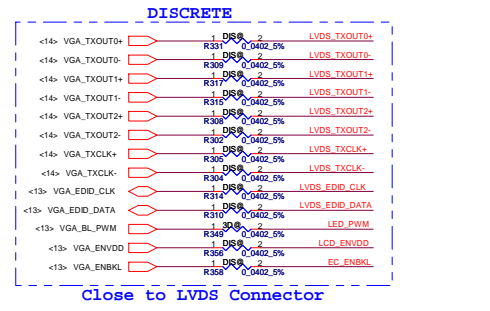 DISCRETE
<14> VGA_TXOUT0+ 1 DIS@ 2 LVDS_TXOUT0+
R331 0_0402_5%
<14> VGA_TXOUT0- 1 DIS@ 2 LVDS_TXOUT0-
R309 0_0402_5%
<14> VGA_TXOUT1+ 1 DIS@ 2 LVDS_TXOUT1+
R317 0_0402_5%
<14> VGA_TXOUT1- 1 DIS@ 2 LVDS_TXOUT1-
R315 0_0402_5%
<14> VGA_TXOUT2+ 1 DIS@ 2 LVDS_TXOUT2+
R308 0_0402_5%
<14> VGA_TXOUT2- 1 DIS@ 2 LVDS_TXOUT2-
R302 0_0402_5%
<14> VGA_TXCLK+ 1 DIS@ 2 LVDS_TXCLK+
R305 0_0402_5%
<14> VGA_TXCLK- 1 DIS@ 2 LVDS_TXCLK-
R304 0_0402_5%
<13> VGA_EDID_CLK 1 DIS@ 2 LVDS_EDID_CLK
R314 0_0402_5%
<13> VGA_EDID_DATA 1 DIS@ 2 LVDS_EDID_DATA
R310 0_0402_5%
<13> VGA_BL_PWM 1 3D@ 2 LED_PWM
R349 0_0402_5%
<13> VGA_ENVDD 1 DIS@ 2 LCD_ENVDD
R356 0_0402_5%
<13> VGA_ENBKL 1 DIS@ 2 EC_ENBKL
R358 0_0402_5%
Close to LVDS Connector